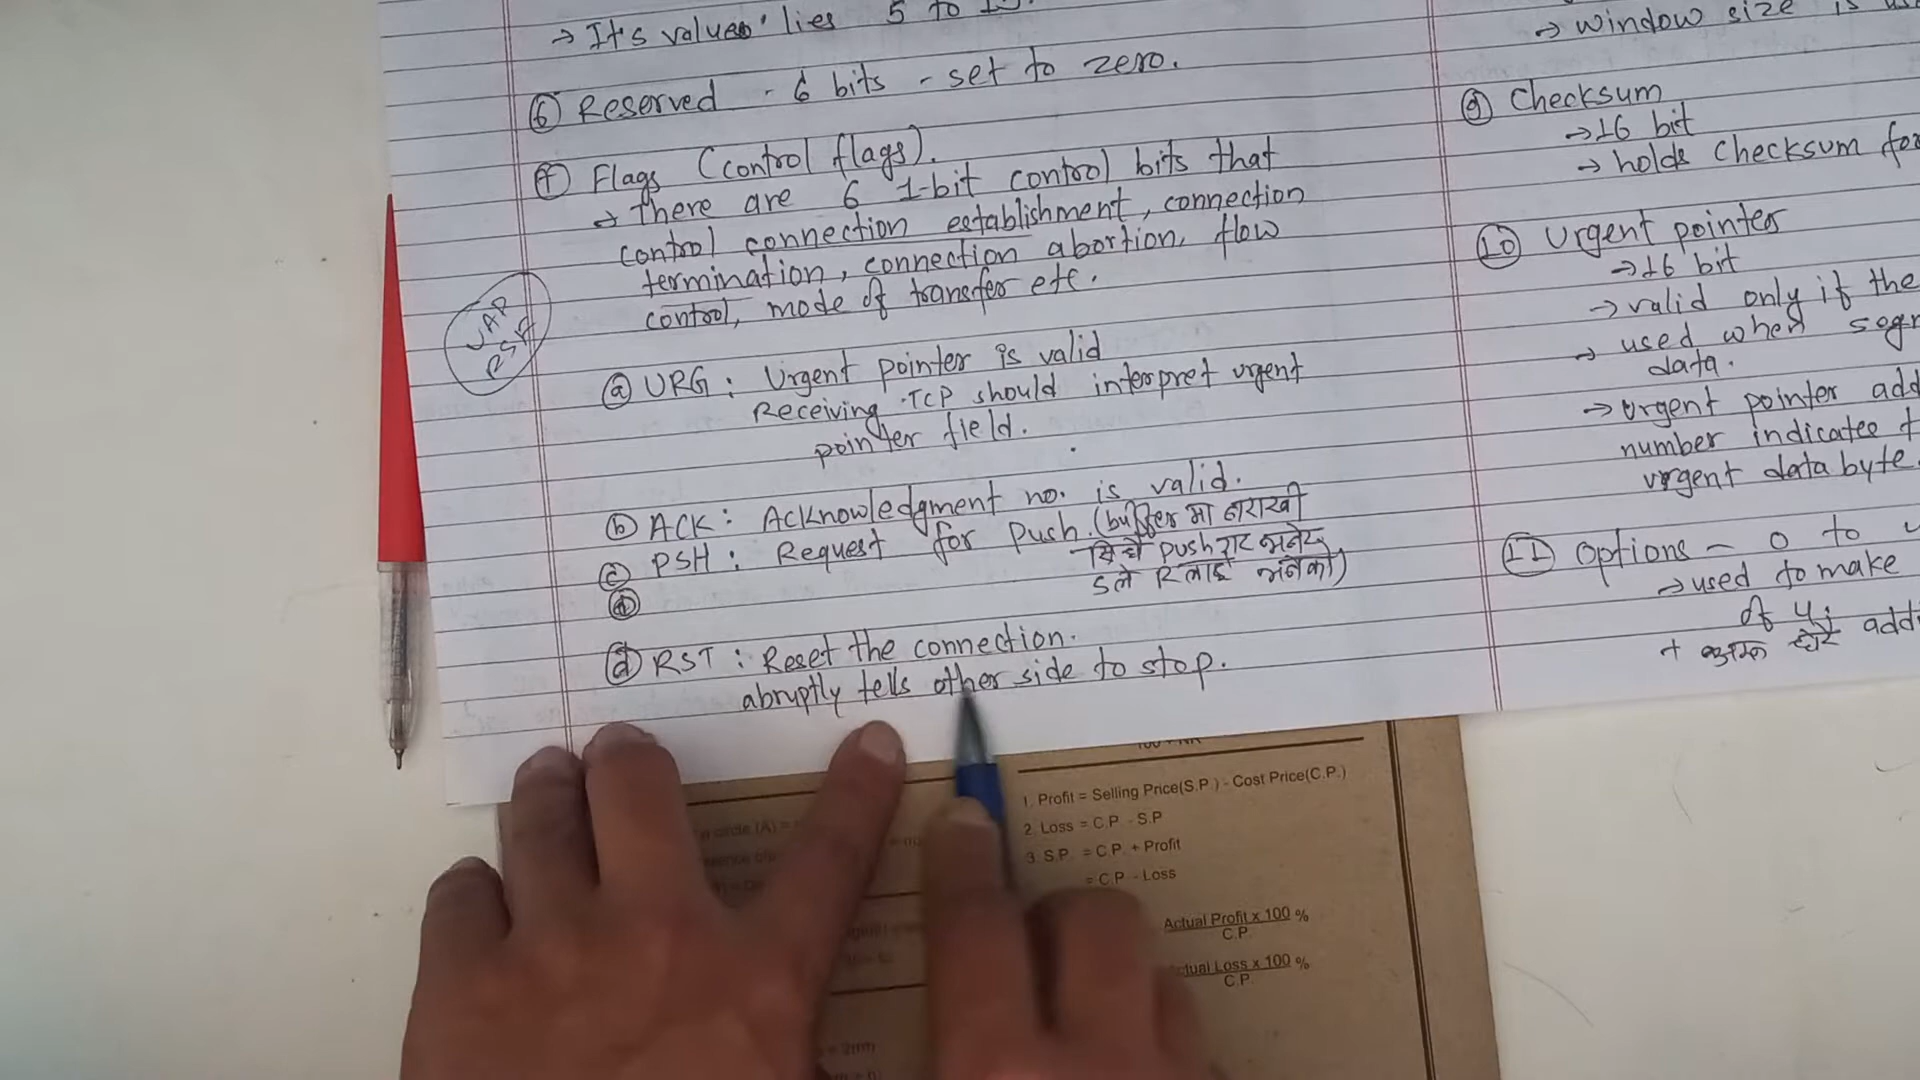 → It's values' lies 5 to 15.
⑥ Reserved - 6 bits - set to zero.
⑦ Flags (control flags).
→ There are 6 1-bit control bits that
control connection establishment, connection
termination, connection abortion, flow
control, mode of transfer etc.
UAP
RSF
ⓐ URG : Urgent pointer is valid
Receiving TCP should interpret urgent
pointer field.
ⓑ ACK : Acknowledgment no. is valid.
ⓒ PSH : Request for push. (buffer मा नराखी
सिधै push गर भनेर
S ले R लाई भनेको)
ⓓ
ⓓ RST : Reset the connection.
abruptly tells other side to stop.
→ window size is
⑨ Checksum
→ 16 bit
→ holds checksum for
⑩ Urgent pointer
→ 16 bit
→ valid only if the
→ used when
data.
→ Urgent pointer
number indicates
urgent data byte.
⑪ options - 0 to
→ used to make
of 4;
+
1. Profit = Selling Price(S.P.) - Cost Price(C.P.)
2. Loss = C.P. - S.P
3. S.P. = C.P. + Profit
= C.P - Loss
Actual Profit x 100 %
C.P.
Loss x 100 %
C.P.